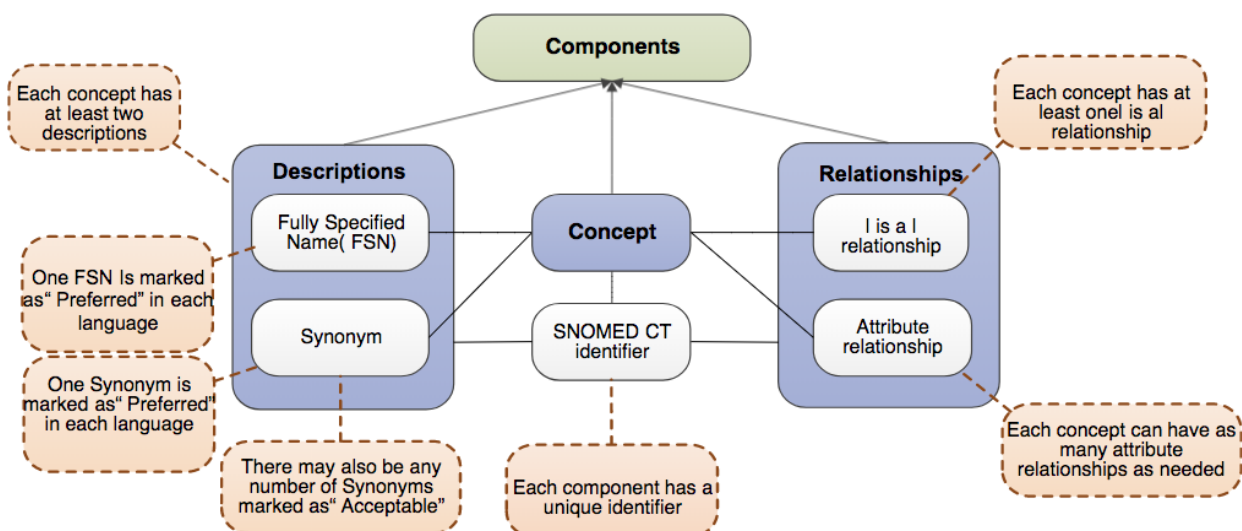 Components
Each concept has
at least two
descriptions
Each concept has at
least onel is al
relationship
Descriptions
Fully Specified
Name( FSN)
Synonym
Concept
SNOMED CT
identifier
Relationships
I is a I
relationship
Attribute
relationship
One FSN Is marked
as“ Preferred” in each
language
One Synonym is
marked as“ Preferred”
in each language
There may also be any
number of Synonyms
marked as“ Acceptable”
Each component has a
unique identifier
Each concept can have as
many attribute
relationships as needed